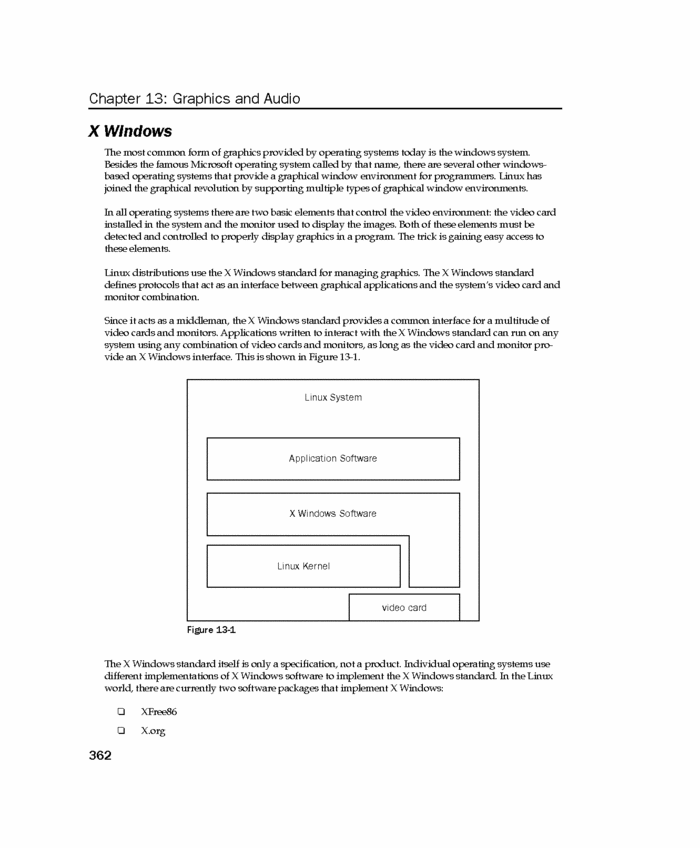 Chapter 13: Graphics and Audio
X Windows
The most common form of graphics provided by operating systems today is the windows system.
Besides the famous Microsoft operating system called by that name, there are several other windows-
based operating systems that provide a graphical window environment for programmers. Linux has
joined the graphical revolution by supporting multiple types of graphical window environments.
In all operating systems there are two basic elements that control the video environment: the video card
installed in the system and the monitor used to display the images. Both of these elements must be
detected and controlled to properly display graphics in a program. The trick is gaining easy access to
these elements.
Linux distributions use the X Windows standard for managing graphics. The X Windows standard
defines protocols that act as an interface between graphical applications and the system's video card and
monitor combination.
Since it acts as a middleman, the X Windows standard provides a common interface for a multitude of
video cards and monitors. Applications written to interact with the X Windows standard can run on any
system using any combination of video cards and monitors, as long as the video card and monitor pro-
vide an X Windows interface. This is shown in Figure 13-1.
Linux System
Application Software
X Windows Software
Linux Kernel
video card
Figure 13-1
The X Windows standard itself is only a specification, not a product. Individual operating systems use
different implementations of X Windows software to implement the X Windows standard. In the Linux
world, there are currently two software packages that implement X Windows:
❑ XFree86
❑ X.org
362